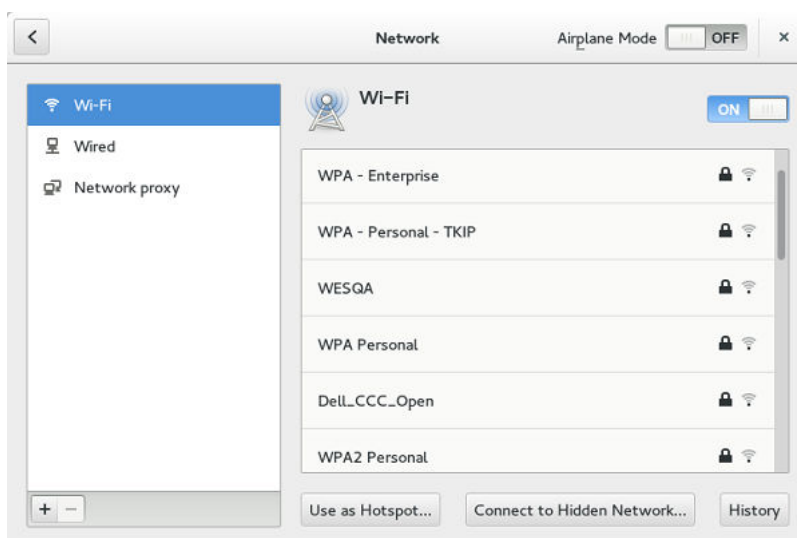 Network
Airplane Mode OFF
Wi-Fi
Wired
Network proxy
Wi-Fi
ON
WPA - Enterprise
WPA - Personal - TKIP
WESQA
WPA Personal
Dell_CCC_Open
WPA2 Personal
Use as Hotspot...
Connect to Hidden Network...
History